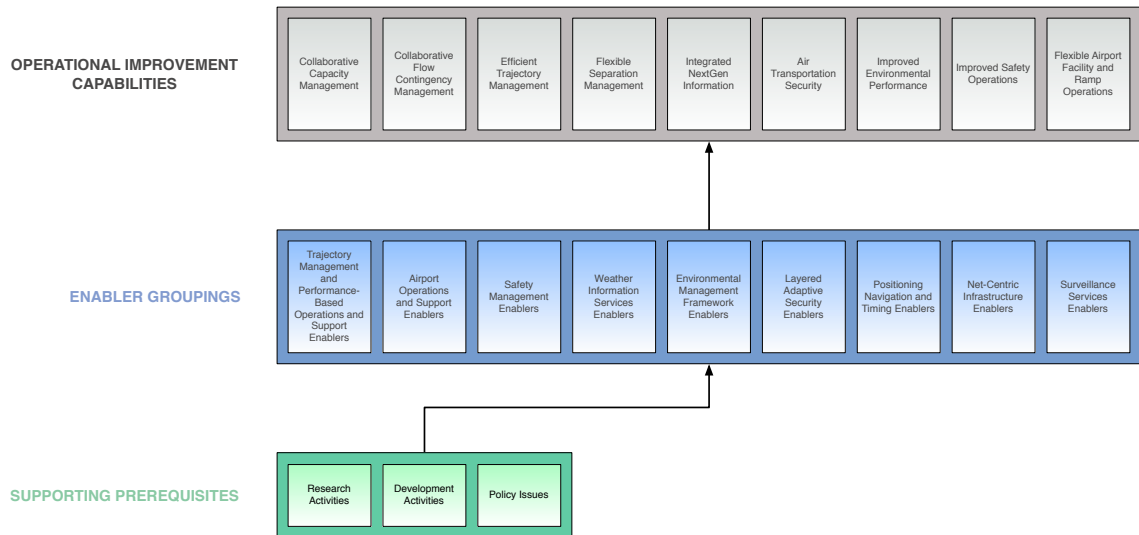 OPERATIONAL IMPROVEMENT
CAPABILITIES
Collaborative
Capacity
Management
Collaborative
Flow
Contingency
Management
Efficient
Trajectory
Management
Flexible
Separation
Management
Integrated
NextGen
Information
Air
Transportation
Security
Improved
Environmental
Performance
Improved Safety
Operations
Flexible Airport
Facility and
Ramp
Operations
ENABLER GROUPINGS
Trajectory
Management
and
Performance-
Based
Operations and
Support
Enablers
Airport
Operations
and Support
Enablers
Safety
Management
Enablers
Weather
Information
Services
Enablers
Environmental
Management
Framework
Enablers
Layered
Adaptive
Security
Enablers
Positioning
Navigation and
Timing Enablers
Net-Centric
Infrastructure
Enablers
Surveillance
Services
Enablers
SUPPORTING PREREQUISITES
Research
Activities
Development
Activities
Policy Issues